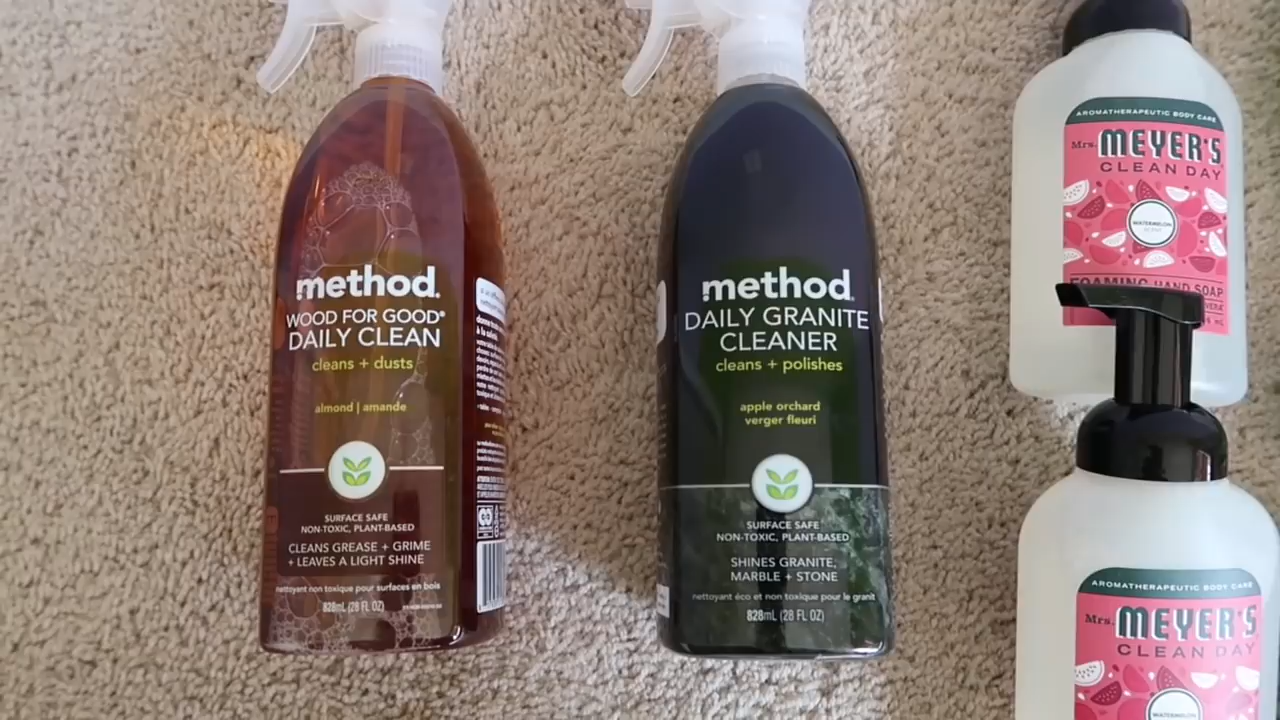 method.
WOOD FOR GOOD®
DAILY CLEAN
cleans + dusts
almond | amande
SURFACE SAFE
NON-TOXIC, PLANT-BASED
CLEANS GREASE + GRIME
+ LEAVES A LIGHT SHINE
nettoyant non toxique pour surfaces en bois
828mL (28 FL OZ)
method.
DAILY GRANITE
CLEANER
cleans + polishes
apple orchard
verger fleuri
SURFACE SAFE
NON-TOXIC, PLANT-BASED
SHINES GRANITE,
MARBLE + STONE
nettoyant éco et non toxique pour le granit
828mL (28 FL OZ)
AROMATHERAPEUTIC BODY CARE
Mrs. MEYER'S
CLEAN DAY
WATERMELON
SCENT
FOAMING HAND SOAP
AROMATHERAPEUTIC BODY CARE
Mrs. MEYER'S
CLEAN DAY
WATERMELON